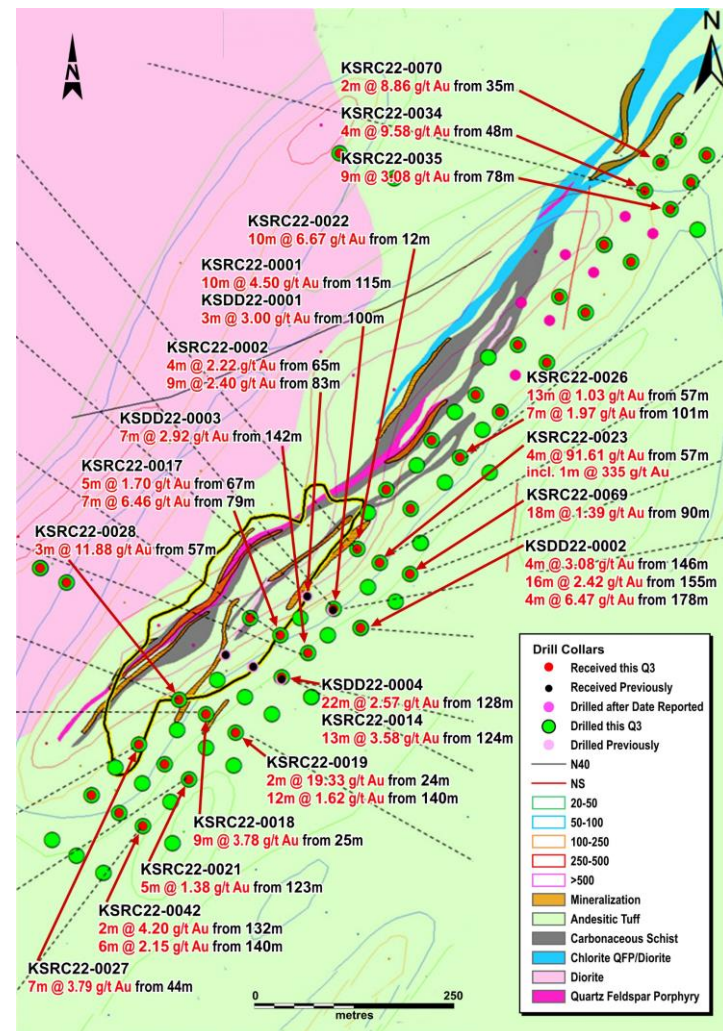 N
N
KSRC22-0070
2m @ 8.86 g/t Au from 35m
KSRC22-0034
4m @ 9.58 g/t Au from 48m
KSRC22-0035
9m @ 3.08 g/t Au from 78m
KSRC22-0022
10m @ 6.67 g/t Au from 12m
KSRC22-0001
10m @ 4.50 g/t Au from 115m
KSDD22-0001
3m @ 3.00 g/t Au from 100m
KSRC22-0002
4m @ 2.22 g/t Au from 65m
9m @ 2.40 g/t Au from 83m
KSDD22-0003
7m @ 2.92 g/t Au from 142m
KSRC22-0017
5m @ 1.70 g/t Au from 67m
7m @ 6.46 g/t Au from 79m
KSRC22-0028
3m @ 11.88 g/t Au from 57m
KSRC22-0026
13m @ 1.03 g/t Au from 57m
7m @ 1.97 g/t Au from 101m
KSRC22-0023
4m @ 91.61 g/t Au from 57m
incl. 1m @ 335 g/t Au
KSRC22-0069
18m @ 1.39 g/t Au from 90m
KSDD22-0002
4m @ 3.08 g/t Au from 146m
16m @ 2.42 g/t Au from 155m
4m @ 6.47 g/t Au from 178m
KSDD22-0004
22m @ 2.57 g/t Au from 128m
KSRC22-0014
13m @ 3.58 g/t Au from 124m
KSRC22-0019
2m @ 19.33 g/t Au from 24m
12m @ 1.62 g/t Au from 140m
KSRC22-0018
9m @ 3.78 g/t Au from 25m
KSRC22-0021
5m @ 1.38 g/t Au from 123m
KSRC22-0042
2m @ 4.20 g/t Au from 132m
6m @ 2.15 g/t Au from 140m
KSRC22-0027
7m @ 3.79 g/t Au from 44m
0 250
metres
Drill Collars
Received this Q3
Received Previously
Drilled after Date Reported
Drilled this Q3
Drilled Previously
N40
NS
20-50
50-100
100-250
250-500
>500
Mineralization
Andesitic Tuff
Carbonaceous Schist
Chlorite QFP/Diorite
Diorite
Quartz Feldspar Porphyry